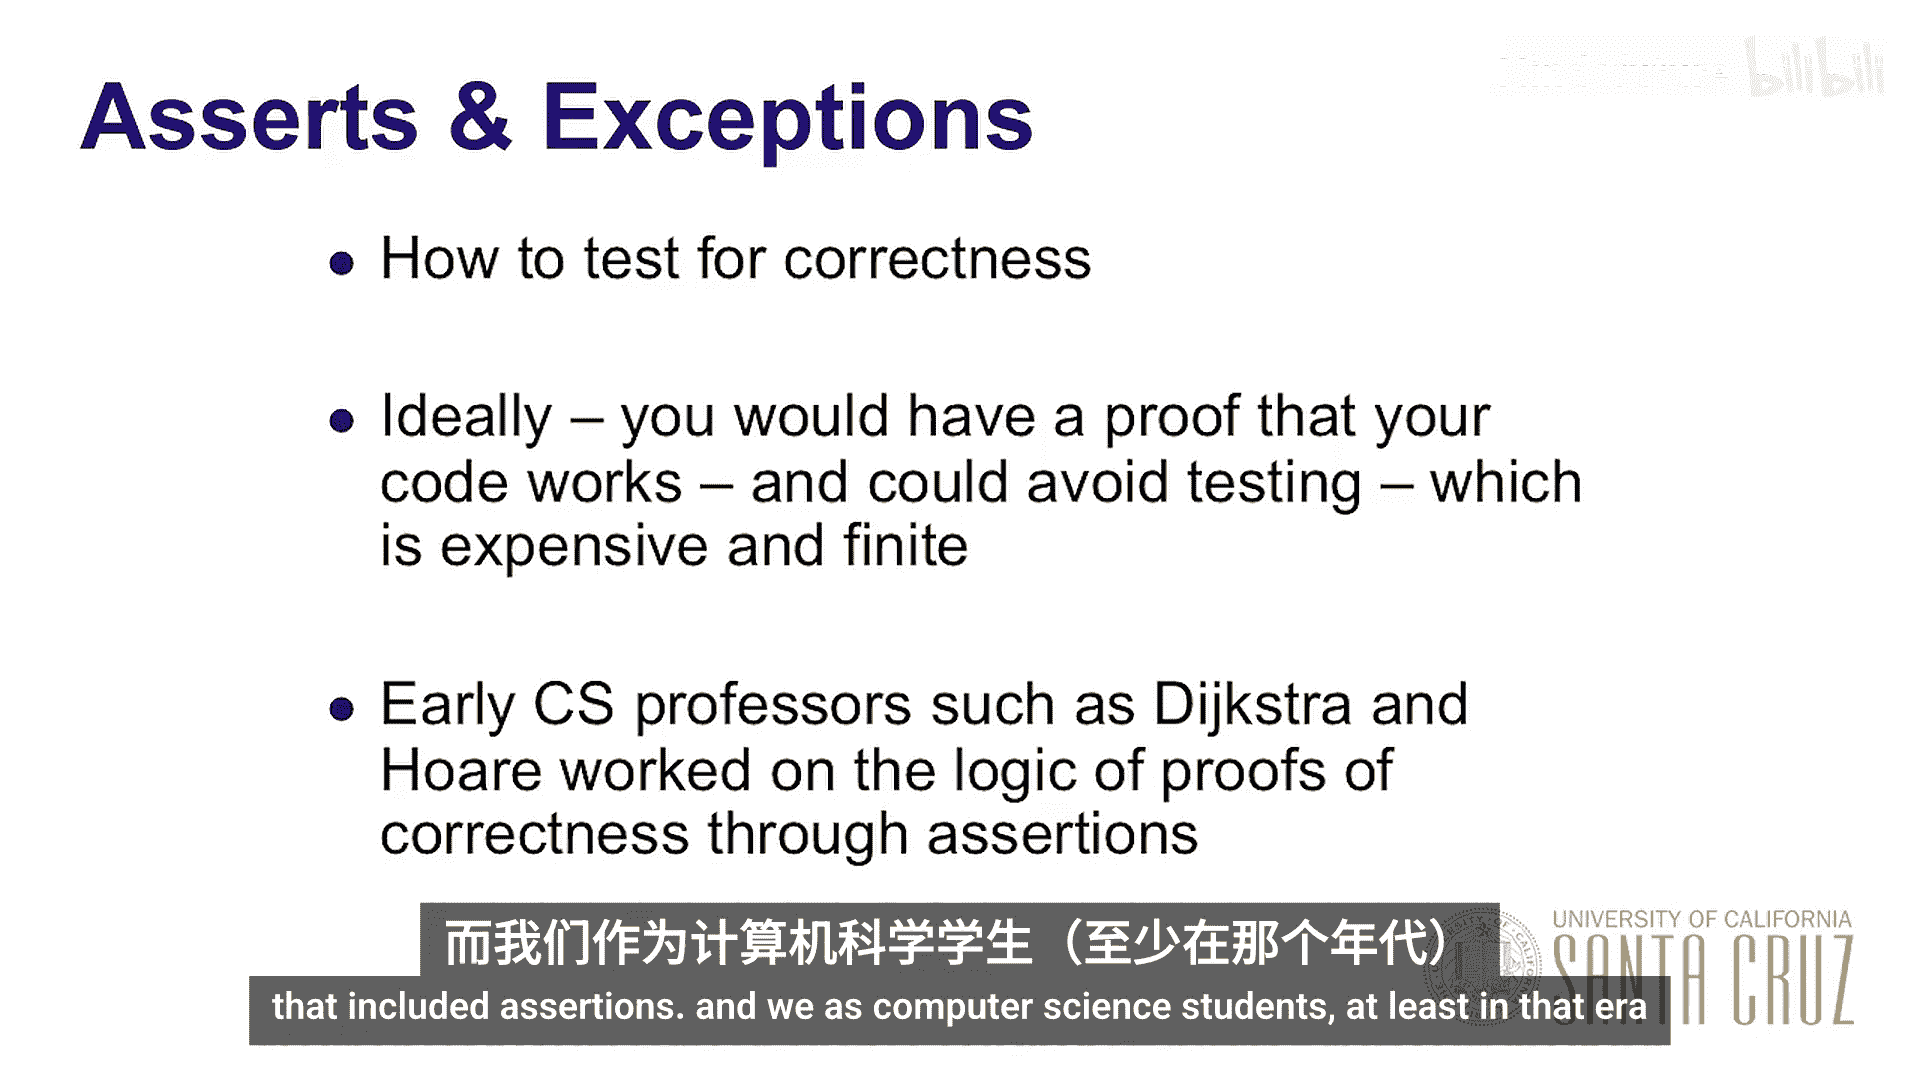 bilibili
Asserts & Exceptions
● How to test for correctness
● Ideally – you would have a proof that your
code works – and could avoid testing – which
is expensive and finite
● Early CS professors such as Dijkstra and
Hoare worked on the logic of proofs of
correctness through assertions
而我们作为计算机科学学生（至少在那个年代）
that included assertions. and we as computer science students, at least in that era
UNIVERSITY OF CALIFORNIA
SANTA CRUZ